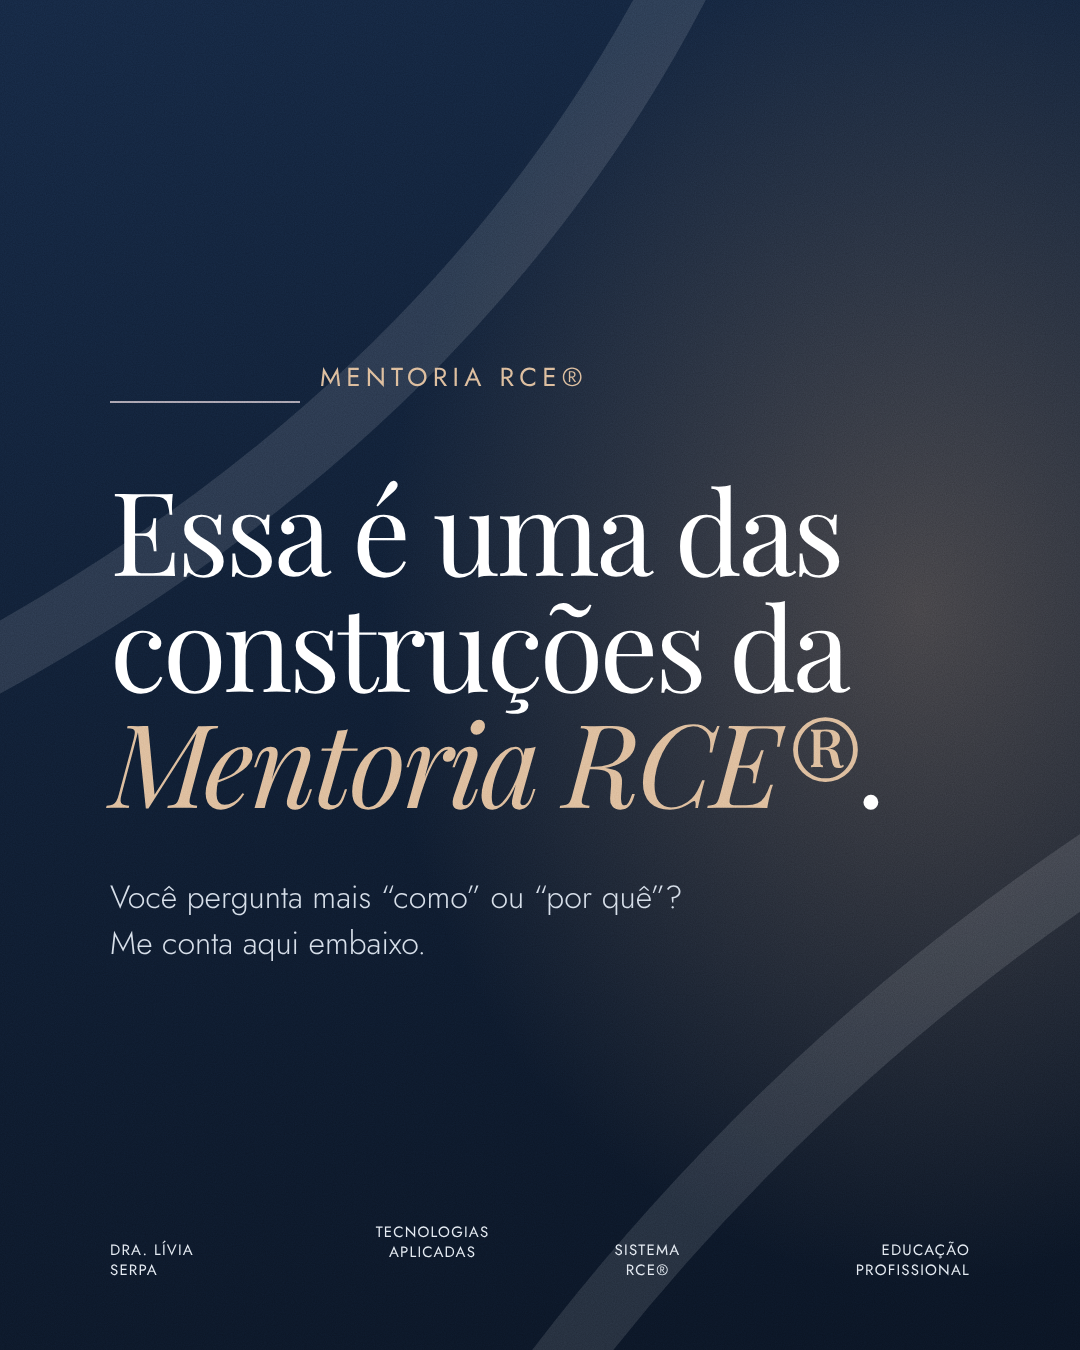 MENTORIA RCE®
Essa é uma das
construções da
Mentoria RCE®.
Você pergunta mais “como” ou “por quê”?
Me conta aqui embaixo.
DRA. LÍVIA
SERPA
TECNOLOGIAS
APLICADAS
SISTEMA
RCE®
EDUCAÇÃO
PROFISSIONAL